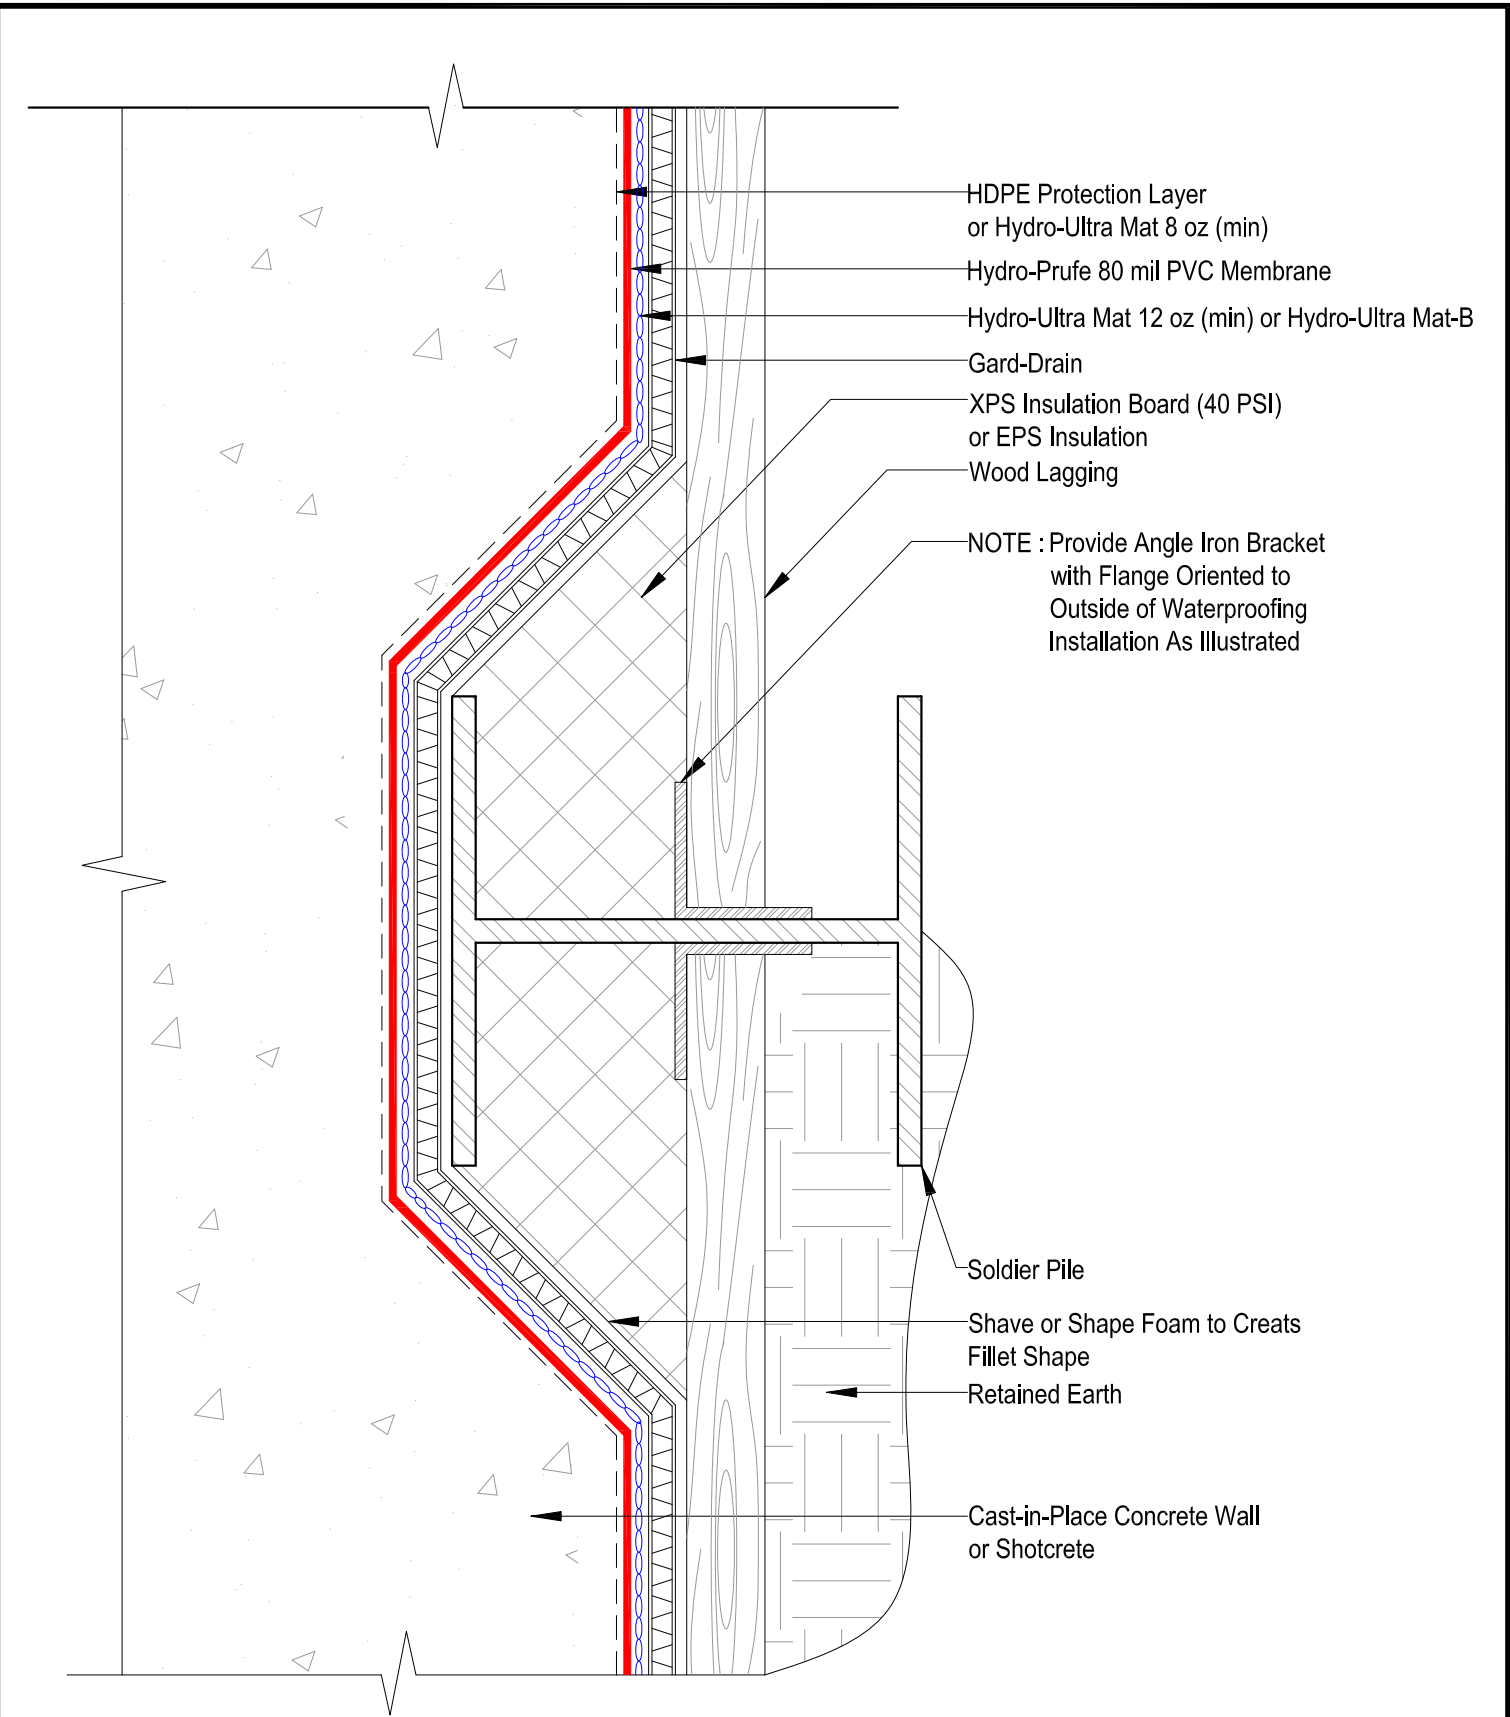 HDPE Protection Layer
or Hydro-Ultra Mat 8 oz (min)
Hydro-Prufe 80 mil PVC Membrane
Hydro-Ultra Mat 12 oz (min) or Hydro-Ultra Mat-B
Gard-Drain
XPS Insulation Board (40 PSI)
or EPS Insulation
Wood Lagging
NOTE : Provide Angle Iron Bracket
with Flange Oriented to
Outside of Waterproofing
Installation As Illustrated
Soldier Pile
Shave or Shape Foam to Creats
Fillet Shape
Retained Earth
Cast-in-Place Concrete Wall
or Shotcrete